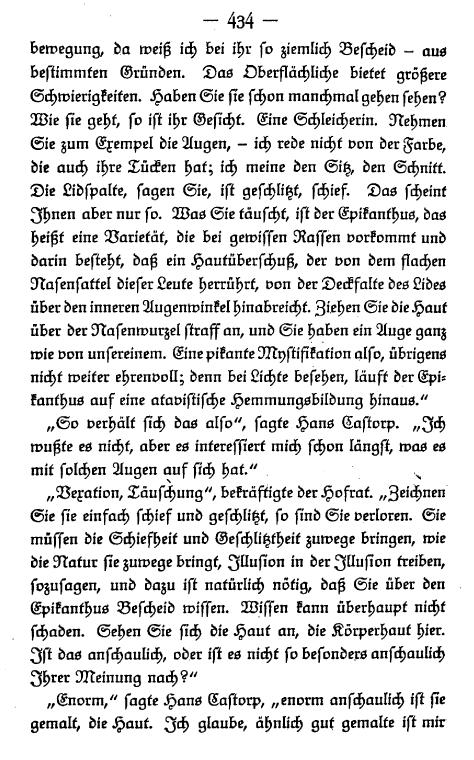 — 434 —
bewegung, da weiß ich bei ihr so ziemlich Bescheid – aus
bestimmten Gründen. Das Oberflächliche bietet größere
Schwierigkeiten. Haben Sie sie schon manchmal gehen sehen?
Wie sie geht, so ist ihr Gesicht. Eine Schleicherin. Nehmen
Sie zum Exempel die Augen, – ich rede nicht von der Farbe,
die auch ihre Tücken hat; ich meine den Sitz, den Schnitt.
Die Lidspalte, sagen Sie, ist geschlitzt, schief. Das scheint
Ihnen aber nur so. Was Sie täuscht, ist der Epikanthus, das
heißt eine Varietät, die bei gewissen Rassen vorkommt und
darin besteht, daß ein Hautüberschuß, der von dem flachen
Nasensattel dieser Leute herrührt, von der Deckfalte des Lides
über den inneren Augenwinkel hinabreicht. Ziehen Sie die Haut
über der Nasenwurzel straff an, und Sie haben ein Auge ganz
wie von unsereinem. Eine pikante Mystifikation also, übrigens
nicht weiter ehrenvoll; denn bei Lichte besehen, läuft der Epi-
kanthus auf eine atavistische Hemmungsbildung hinaus.“
„So verhält sich das also“, sagte Hans Castorp. „Ich
wußte es nicht, aber es interessiert mich schon längst, was es
mit solchen Augen auf sich hat.“
„Vexation, Täuschung“, bekräftigte der Hofrat. „Zeichnen
Sie sie einfach schief und geschlitzt, so sind Sie verloren. Sie
müssen die Schiefheit und Geschlitztheit zuwege bringen, wie
die Natur sie zuwege bringt, Illusion in der Illusion treiben,
sozusagen, und dazu ist natürlich nötig, daß Sie über den
Epikanthus Bescheid wissen. Wissen kann überhaupt nicht
schaden. Sehen Sie sich die Haut an, die Körperhaut hier.
Ist das anschaulich, oder ist es nicht so besonders anschaulich
Ihrer Meinung nach?“
„Enorm,“ sagte Hans Castorp, „enorm anschaulich ist sie
gemalt, die Haut. Ich glaube, ähnlich gut gemalte ist mir